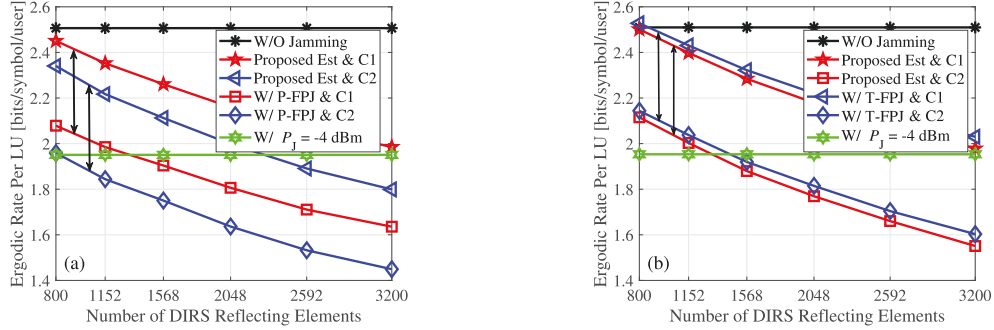 2.6
2.4
2.2
2
1.8
1.6
1.4
Ergodic Rate Per LU [bits/symbol/user]
W/O Jamming
Proposed Est & C1
Proposed Est & C2
W/ P-FPJ & C1
W/ P-FPJ & C2
W/ P_J = -4 dBm
(a)
800 1152 1568 2048 2592 3200
Number of DIRS Reflecting Elements
2.6
2.4
2.2
2
1.8
1.6
1.4
Ergodic Rate Per LU [bits/symbol/user]
W/O Jamming
Proposed Est & C1
Proposed Est & C2
W/ T-FPJ & C1
W/ T-FPJ & C2
W/ P_J = -4 dBm
(b)
800 1152 1568 2048 2592 3200
Number of DIRS Reflecting Elements